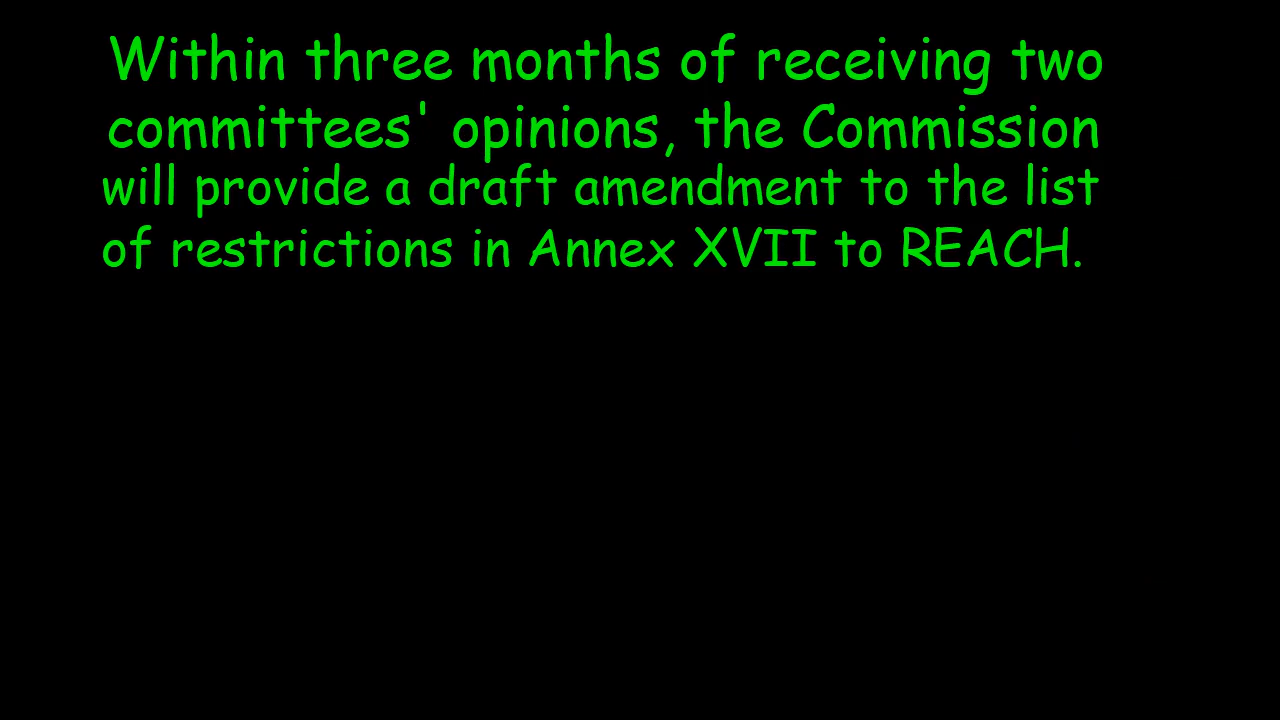 Within three months of receiving two
committees' opinions, the Commission
will provide a draft amendment to the list
of restrictions in Annex XVII to REACH.